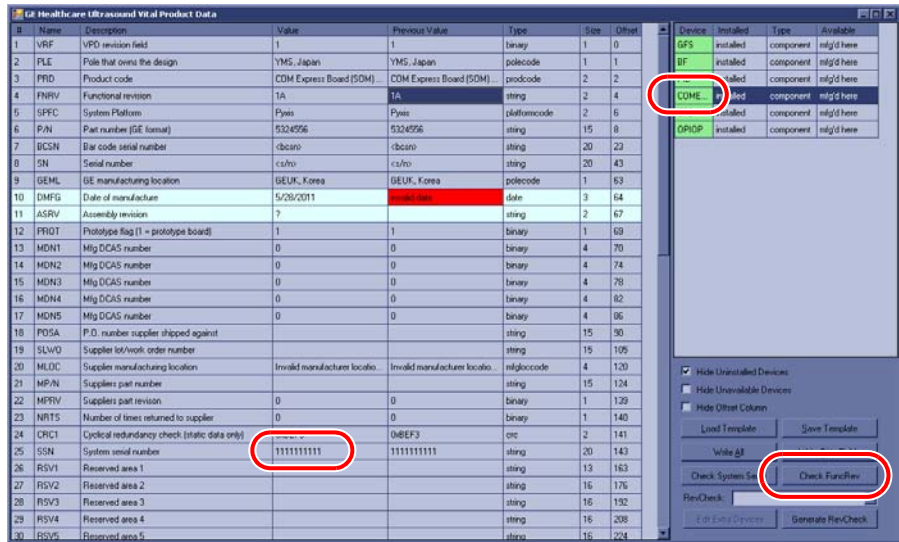 GE Healthcare Ultrasound Vital Product Data
# Name Description Value Previous Value Type Size Offset
1 VRF VPD revision field 1 1 binary 1 0
2 PLE Pole that owns the design YMS, Japan YMS, Japan polecode 1 1
3 PRD Product code COM Express Board (SOM) ... COM Express Board (SOM) ... prodcode 2 2
4 FNRV Functional revision 1A 1A string 2 4
5 SPFC System Platform Pyxis Pyxis platformcode 2 6
6 P/N Part number (GE format) 5324556 5324556 string 15 8
7 BCSN Bar code serial number <bcsn> <bcsn> string 20 23
8 SN Serial number string 20 43
9 GEML GE manufacturing location GEUK, Korea GEUK, Korea polecode 1 63
10 DMFG Date of manufacture 5/28/2011 Invalid date date 3 64
11 ASRV Assembly revision ? string 2 67
12 PROT Prototype flag (1 = prototype board) 1 1 binary 1 69
13 MDN1 Mfg DCAS number 0 0 binary 4 70
14 MDN2 Mfg DCAS number 0 0 binary 4 74
15 MDN3 Mfg DCAS number 0 0 binary 4 78
16 MDN4 Mfg DCAS number 0 0 binary 4 82
17 MDN5 Mfg DCAS number 0 0 binary 4 86
18 POSA P.O. number supplier shipped against string 15 90
19 SLWO Supplier lot/work order number string 15 105
20 MLOC Supplier manufacturing location Invalid manufacturer locatio... Invalid manufacturer locatio... mfgloccode 4 120
21 MP/N Suppliers part number string 15 124
22 MPRV Suppliers part revison 0 0 binary 1 139
23 NRTS Number of times returned to supplier 0 0 binary 1 140
24 CRC1 Cyclical redundancy check (static data only) 0xBEF3 crc 2 141
25 SSN System serial number 1111111111 1111111111 string 20 143
26 RSV1 Reserved area 1 string 13 163
27 RSV2 Reserved area 2 string 16 176
28 RSV3 Reserved area 3 string 16 192
29 RSV4 Reserved area 4 string 16 208
30 RSV5 Reserved area 5 string 16 224
Device Installed Type Available
GFS installed component mfg'd here
BF installed component mfg'd here
installed component mfg'd here
COME... component mfg'd here
installed component mfg'd here
OPIOP installed component mfg'd here
Hide Uninstalled Devices
Hide Unavailable Devices
Hide Offset Column
Load Template Save Template
Write All
Check System Se Check FuncRev
RevCheck:
Edit Extra Devices Generate RevCheck